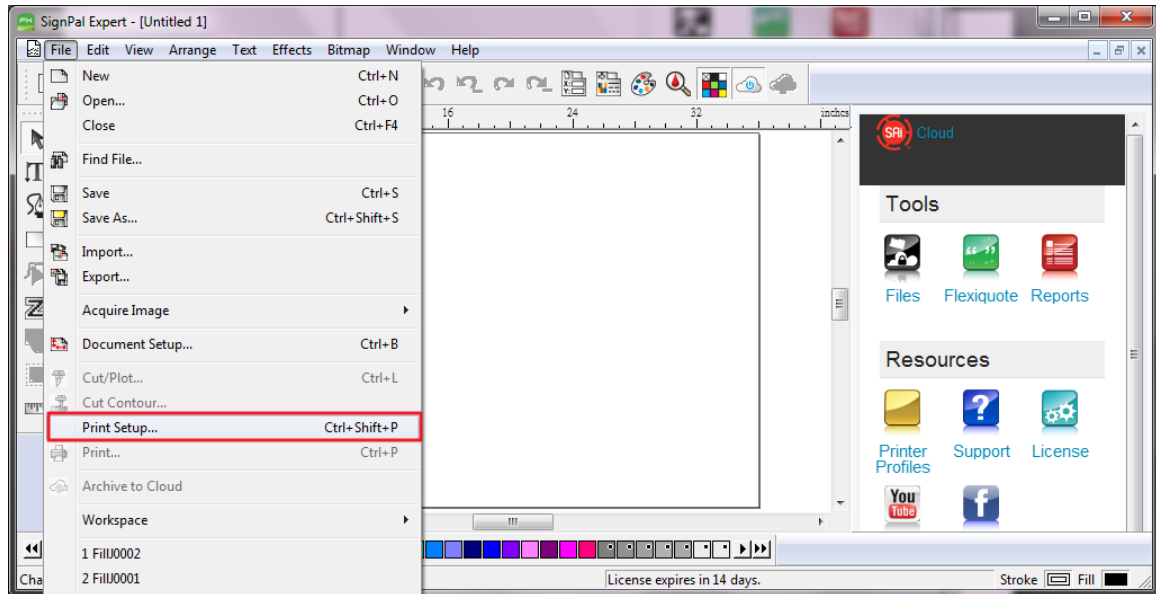 SignPal Expert - [Untitled 1]
File Edit View Arrange Text Effects Bitmap Window Help
New Ctrl+N
Open... Ctrl+O
Close Ctrl+F4
Find File...
Save Ctrl+S
Save As... Ctrl+Shift+S
Import...
Export...
Acquire Image
Document Setup... Ctrl+B
Cut/Plot... Ctrl+L
Cut Contour...
Print Setup... Ctrl+Shift+P
Print... Ctrl+P
Archive to Cloud
Workspace
1 FillJ0002
2 FillJ0001
16 24 32 inches
SAi Cloud
Tools
Files Flexiquote Reports
Resources
Printer Profiles Support License
You Tube f
Cha
License expires in 14 days.
Stroke Fill